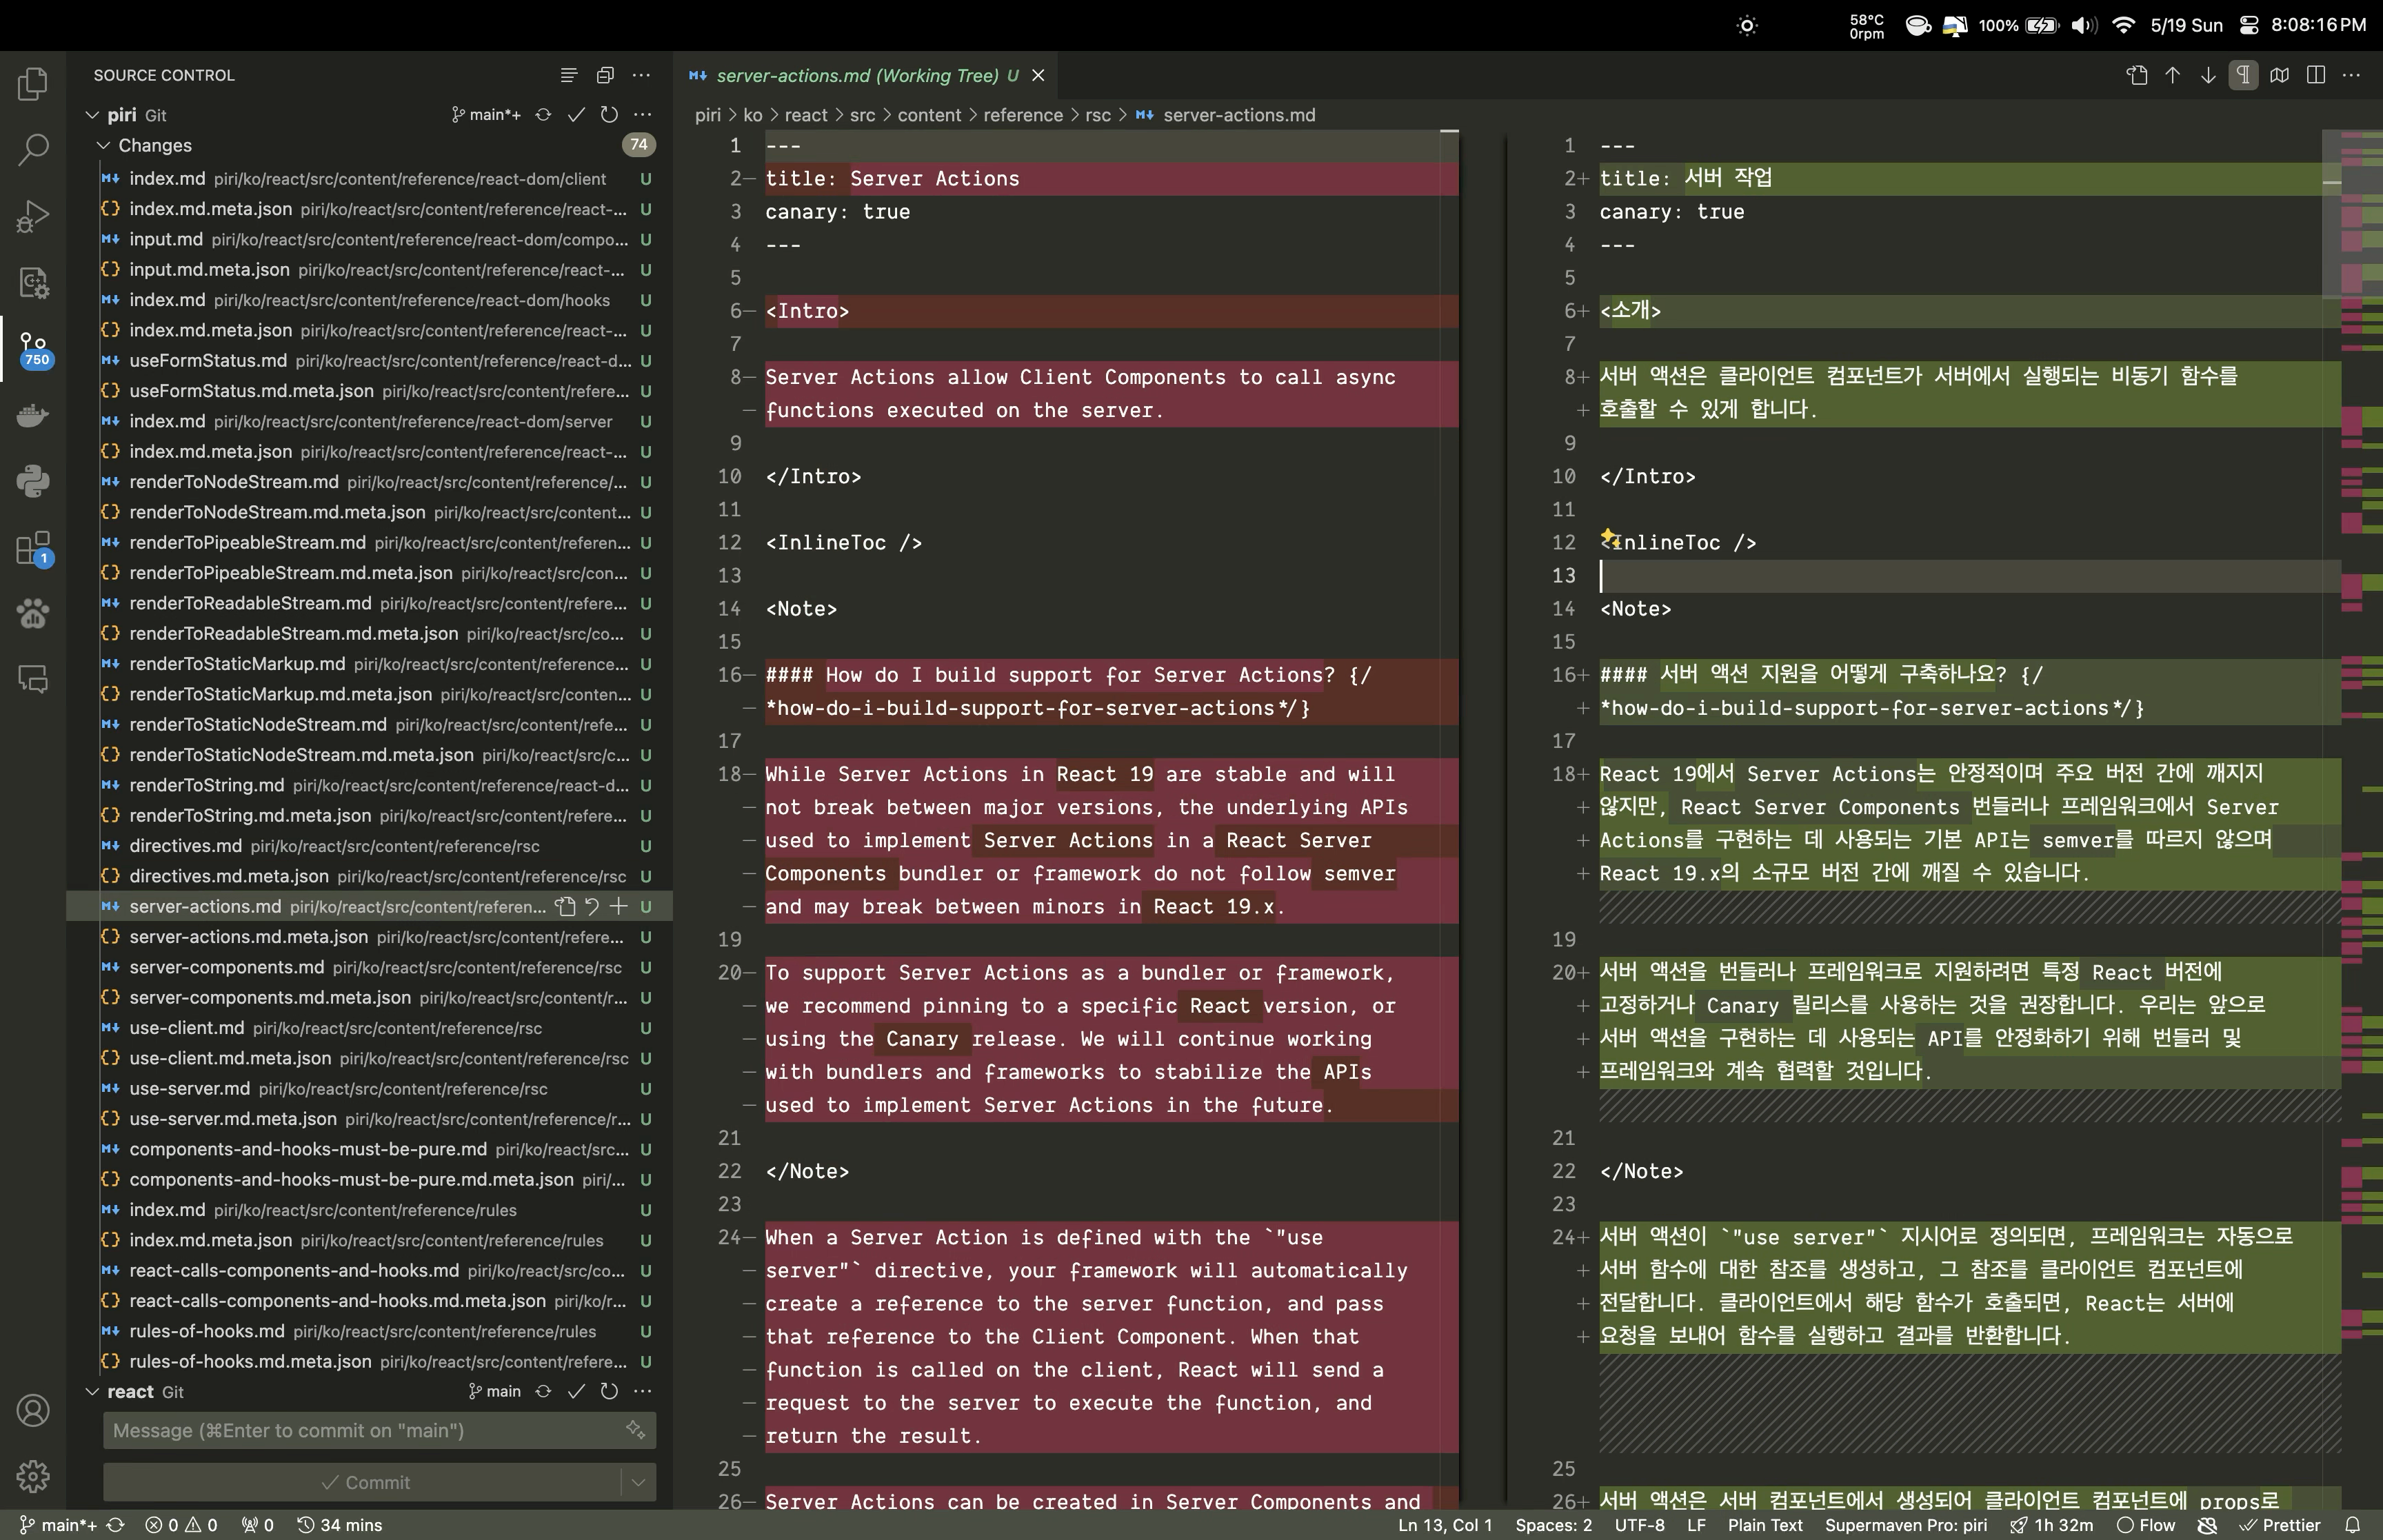 58°C
0rpm
100%
5/19 Sun
8:08:16 PM
SOURCE CONTROL
piri Git
main*+
Changes
74
index.md piri/ko/react/src/content/reference/react-dom/client U
index.md.meta.json piri/ko/react/src/content/reference/react-... U
input.md piri/ko/react/src/content/reference/react-dom/compo... U
input.md.meta.json piri/ko/react/src/content/reference/react-... U
index.md piri/ko/react/src/content/reference/react-dom/hooks U
index.md.meta.json piri/ko/react/src/content/reference/react-... U
useFormStatus.md piri/ko/react/src/content/reference/react-d... U
useFormStatus.md.meta.json piri/ko/react/src/content/refere... U
index.md piri/ko/react/src/content/reference/react-dom/server U
index.md.meta.json piri/ko/react/src/content/reference/react-... U
renderToNodeStream.md piri/ko/react/src/content/reference/... U
renderToNodeStream.md.meta.json piri/ko/react/src/content... U
renderToPipeableStream.md piri/ko/react/src/content/referen... U
renderToPipeableStream.md.meta.json piri/ko/react/src/con... U
renderToReadableStream.md piri/ko/react/src/content/refere... U
renderToReadableStream.md.meta.json piri/ko/react/src/co... U
renderToStaticMarkup.md piri/ko/react/src/content/reference... U
renderToStaticMarkup.md.meta.json piri/ko/react/src/conten... U
renderToStaticNodeStream.md piri/ko/react/src/content/refe... U
renderToStaticNodeStream.md.meta.json piri/ko/react/src/c... U
renderToString.md piri/ko/react/src/content/reference/react-d... U
renderToString.md.meta.json piri/ko/react/src/content/refere... U
directives.md piri/ko/react/src/content/reference/rsc U
directives.md.meta.json piri/ko/react/src/content/reference/rsc U
server-actions.md piri/ko/react/src/content/referen... U
server-actions.md.meta.json piri/ko/react/src/content/refere... U
server-components.md piri/ko/react/src/content/reference/rsc U
server-components.md.meta.json piri/ko/react/src/content/r... U
use-client.md piri/ko/react/src/content/reference/rsc U
use-client.md.meta.json piri/ko/react/src/content/reference/rsc U
use-server.md piri/ko/react/src/content/reference/rsc U
use-server.md.meta.json piri/ko/react/src/content/reference/r... U
components-and-hooks-must-be-pure.md piri/ko/react/src... U
components-and-hooks-must-be-pure.md.meta.json piri/... U
index.md piri/ko/react/src/content/reference/rules U
index.md.meta.json piri/ko/react/src/content/reference/rules U
react-calls-components-and-hooks.md piri/ko/react/src/co... U
react-calls-components-and-hooks.md.meta.json piri/ko/r... U
rules-of-hooks.md piri/ko/react/src/content/reference/rules U
rules-of-hooks.md.meta.json piri/ko/react/src/content/refere... U
react Git
main
Message (⌘Enter to commit on "main")
Commit
750
1
server-actions.md (Working Tree) U
piri > ko > react > src > content > reference > rsc > server-actions.md
1 ---
2— title: Server Actions
3 canary: true
4 ---
5
6— <Intro>
7
8— Server Actions allow Client Components to call async
— functions executed on the server.
9
10 </Intro>
11
12 <InlineToc />
13
14 <Note>
15
16— #### How do I build support for Server Actions? {/
— *how-do-i-build-support-for-server-actions*/}
17
18— While Server Actions in React 19 are stable and will
— not break between major versions, the underlying APIs
— used to implement Server Actions in a React Server
— Components bundler or framework do not follow semver
— and may break between minors in React 19.x.
19
20— To support Server Actions as a bundler or framework,
— we recommend pinning to a specific React version, or
— using the Canary release. We will continue working
— with bundlers and frameworks to stabilize the APIs
— used to implement Server Actions in the future.
21
22 </Note>
23
24— When a Server Action is defined with the `"use
— server"` directive, your framework will automatically
— create a reference to the server function, and pass
— that reference to the Client Component. When that
— function is called on the client, React will send a
— request to the server to execute the function, and
— return the result.
25
26— Server Actions can be created in Server Components and
1 ---
2+ title: 서버 작업
3 canary: true
4 ---
5
6+ <소개>
7
8+ 서버 액션은 클라이언트 컴포넌트가 서버에서 실행되는 비동기 함수를
+ 호출할 수 있게 합니다.
9
10 </Intro>
11
12 <InlineToc />
13
14 <Note>
15
16+ #### 서버 액션 지원을 어떻게 구축하나요? {/
+ *how-do-i-build-support-for-server-actions*/}
17
18+ React 19에서 Server Actions는 안정적이며 주요 버전 간에 깨지지
+ 않지만, React Server Components 번들러나 프레임워크에서 Server
+ Actions를 구현하는 데 사용되는 기본 API는 semver를 따르지 않으며
+ React 19.x의 소규모 버전 간에 깨질 수 있습니다.
19
20+ 서버 액션을 번들러나 프레임워크로 지원하려면 특정 React 버전에
+ 고정하거나 Canary 릴리스를 사용하는 것을 권장합니다. 우리는 앞으로
+ 서버 액션을 구현하는 데 사용되는 API를 안정화하기 위해 번들러 및
+ 프레임워크와 계속 협력할 것입니다.
21
22 </Note>
23
24+ 서버 액션이 `"use server"` 지시어로 정의되면, 프레임워크는 자동으로
+ 서버 함수에 대한 참조를 생성하고, 그 참조를 클라이언트 컴포넌트에
+ 전달합니다. 클라이언트에서 해당 함수가 호출되면, React는 서버에
+ 요청을 보내어 함수를 실행하고 결과를 반환합니다.
25
26+ 서버 액션은 서버 컴포넌트에서 생성되어 클라이언트 컴포넌트에 props로
main*+ 0 0 0 34 mins
Ln 13, Col 1 Spaces: 2 UTF-8 LF Plain Text Supermaven Pro: piri 1h 32m Flow Prettier